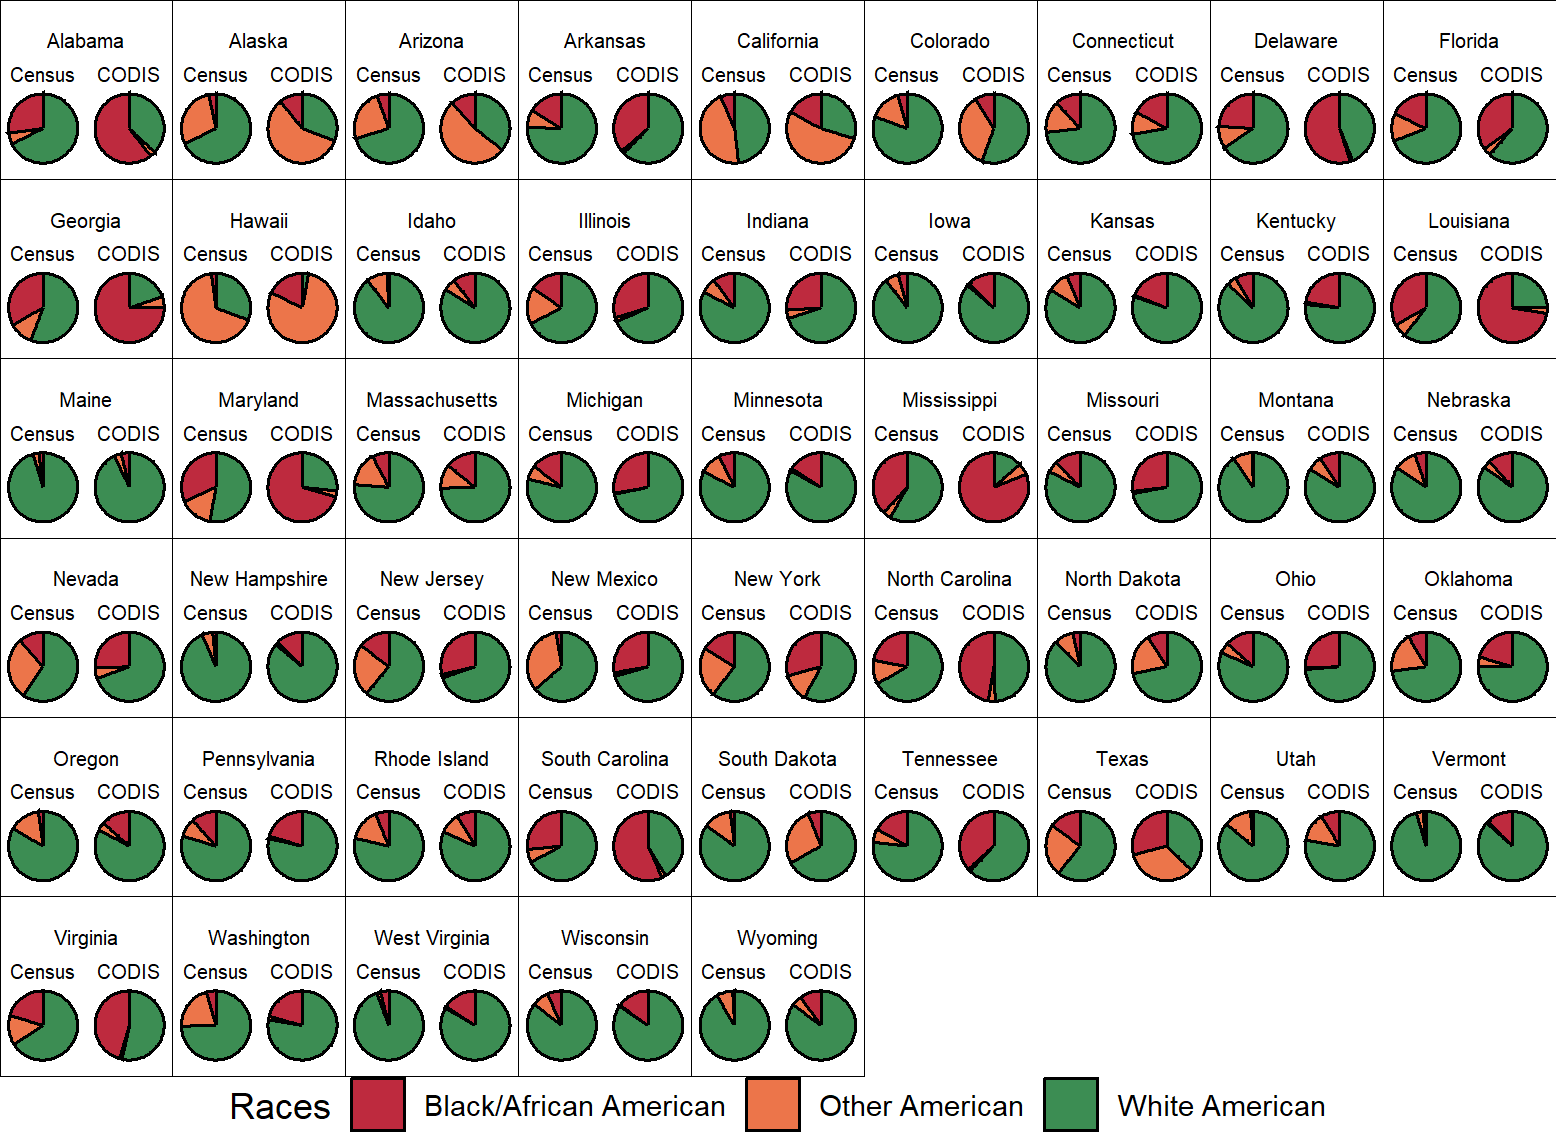 Alabama Alaska Arizona Arkansas California Colorado Connecticut Delaware Florida
Census CODIS Census CODIS Census CODIS Census CODIS Census CODIS Census CODIS Census CODIS Census CODIS Census CODIS
Georgia Hawaii Idaho Illinois Indiana Iowa Kansas Kentucky Louisiana
Census CODIS Census CODIS Census CODIS Census CODIS Census CODIS Census CODIS Census CODIS Census CODIS Census CODIS
Maine Maryland Massachusetts Michigan Minnesota Mississippi Missouri Montana Nebraska
Census CODIS Census CODIS Census CODIS Census CODIS Census CODIS Census CODIS Census CODIS Census CODIS Census CODIS
Nevada New Hampshire New Jersey New Mexico New York North Carolina North Dakota Ohio Oklahoma
Census CODIS Census CODIS Census CODIS Census CODIS Census CODIS Census CODIS Census CODIS Census CODIS Census CODIS
Oregon Pennsylvania Rhode Island South Carolina South Dakota Tennessee Texas Utah Vermont
Census CODIS Census CODIS Census CODIS Census CODIS Census CODIS Census CODIS Census CODIS Census CODIS Census CODIS
Virginia Washington West Virginia Wisconsin Wyoming
Census CODIS Census CODIS Census CODIS Census CODIS Census CODIS
Races Black/African American Other American White American